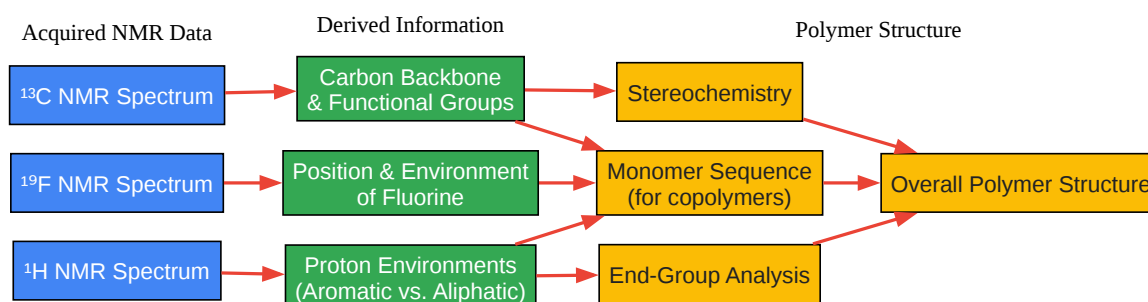 Acquired NMR Data
Derived Information
Polymer Structure
¹³C NMR Spectrum
Carbon Backbone
& Functional Groups
Stereochemistry
¹⁹F NMR Spectrum
Position & Environment
of Fluorine
Monomer Sequence
(for copolymers)
Overall Polymer Structure
¹H NMR Spectrum
Proton Environments
(Aromatic vs. Aliphatic)
End-Group Analysis